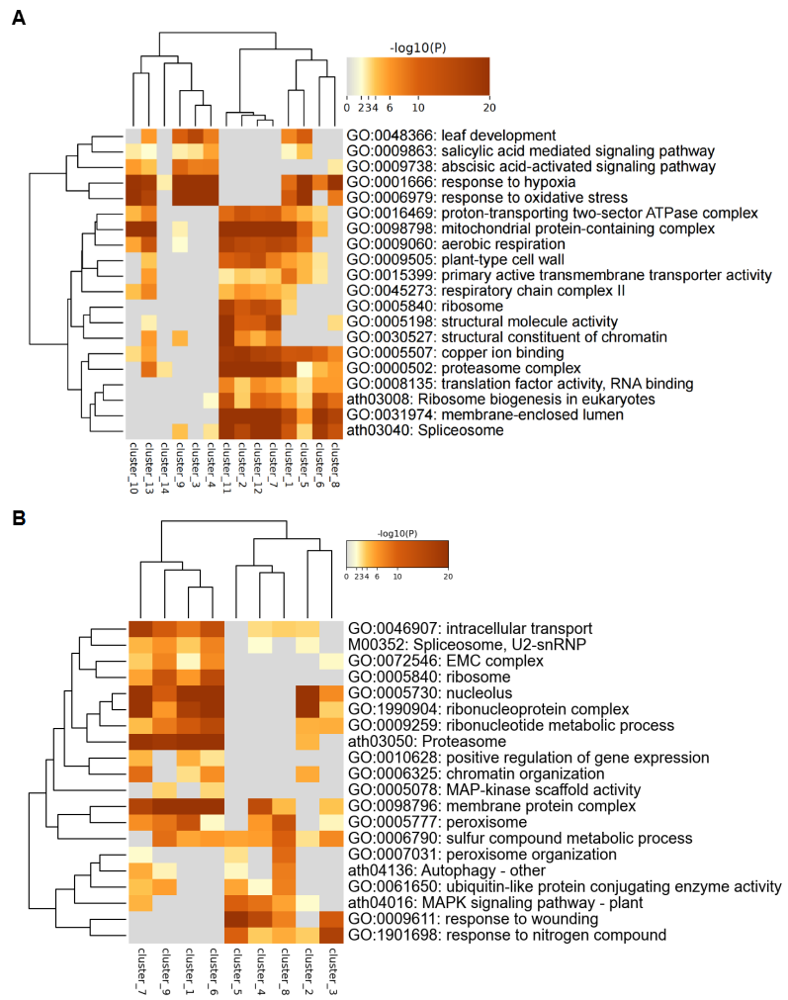 A
-log10(P)
0 2 3 4 6 10 20
GO:0048366: leaf development
GO:0009863: salicylic acid mediated signaling pathway
GO:0009738: abscisic acid-activated signaling pathway
GO:0001666: response to hypoxia
GO:0006979: response to oxidative stress
GO:0016469: proton-transporting two-sector ATPase complex
GO:0098798: mitochondrial protein-containing complex
GO:0009060: aerobic respiration
GO:0009505: plant-type cell wall
GO:0015399: primary active transmembrane transporter activity
GO:0045273: respiratory chain complex II
GO:0005840: ribosome
GO:0005198: structural molecule activity
GO:0030527: structural constituent of chromatin
GO:0005507: copper ion binding
GO:0000502: proteasome complex
GO:0008135: translation factor activity, RNA binding
ath03008: Ribosome biogenesis in eukaryotes
GO:0031974: membrane-enclosed lumen
ath03040: Spliceosome
cluster_10
cluster_13
cluster_14
cluster_9
cluster_3
cluster_4
cluster_11
cluster_2
cluster_12
cluster_7
cluster_1
cluster_5
cluster_6
cluster_8
B
-log10(P)
0 2 3 4 6 10 20
GO:0046907: intracellular transport
M00352: Spliceosome, U2-snRNP
GO:0072546: EMC complex
GO:0005840: ribosome
GO:0005730: nucleolus
GO:1990904: ribonucleoprotein complex
GO:0009259: ribonucleotide metabolic process
ath03050: Proteasome
GO:0010628: positive regulation of gene expression
GO:0006325: chromatin organization
GO:0005078: MAP-kinase scaffold activity
GO:0098796: membrane protein complex
GO:0005777: peroxisome
GO:0006790: sulfur compound metabolic process
GO:0007031: peroxisome organization
ath04136: Autophagy - other
GO:0061650: ubiquitin-like protein conjugating enzyme activity
ath04016: MAPK signaling pathway - plant
GO:0009611: response to wounding
GO:1901698: response to nitrogen compound
cluster_7
cluster_9
cluster_1
cluster_6
cluster_5
cluster_4
cluster_8
cluster_2
cluster_3